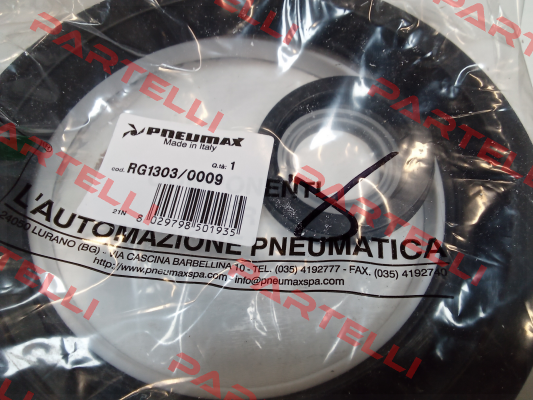 PNEUMAX
Made in Italy
cod. RG1303/0009
Q.tà: 1
21N
8 029798 501935
ONENTI
L'AUTOMAZIONE PNEUMATICA
24050 LURANO (BG) - VIA CASCINA BARBELLINA 10 - TEL. (035) 4192777 - FAX. (035) 4192740
http://www.pneumaxspa.com - info@pneumaxspa.com
PARTELLI
PARTELLI
PARTELLI
PARTELLI
PARTELLI
PARTELLI